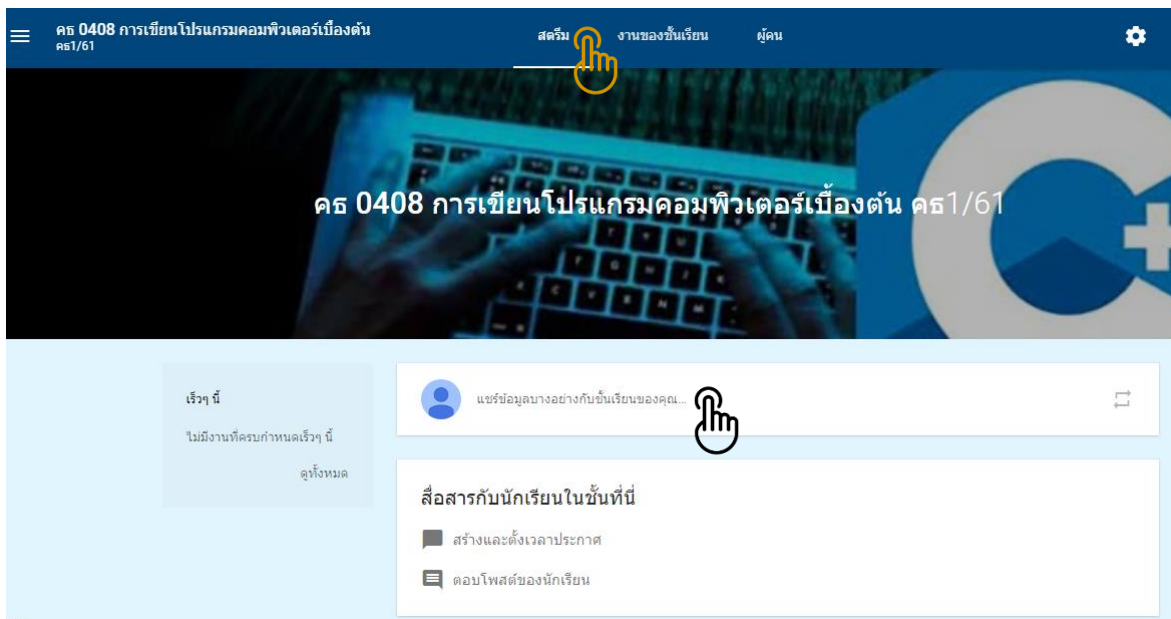 คธ 0408 การเขียนโปรแกรมคอมพิวเตอร์เบื้องต้น
คธ1/61
สตรีม งานของชั้นเรียน ผู้คน
คธ 0408 การเขียนโปรแกรมคอมพิวเตอร์เบื้องต้น คธ1/61
เร็วๆ นี้
ไม่มีงานที่ครบกำหนดเร็วๆ นี้
ดูทั้งหมด
แชร์ข้อมูลบางอย่างกับชั้นเรียนของคุณ...
สื่อสารกับนักเรียนในชั้นที่นี่
สร้างและตั้งเวลาประกาศ
ตอบโพสต์ของนักเรียน